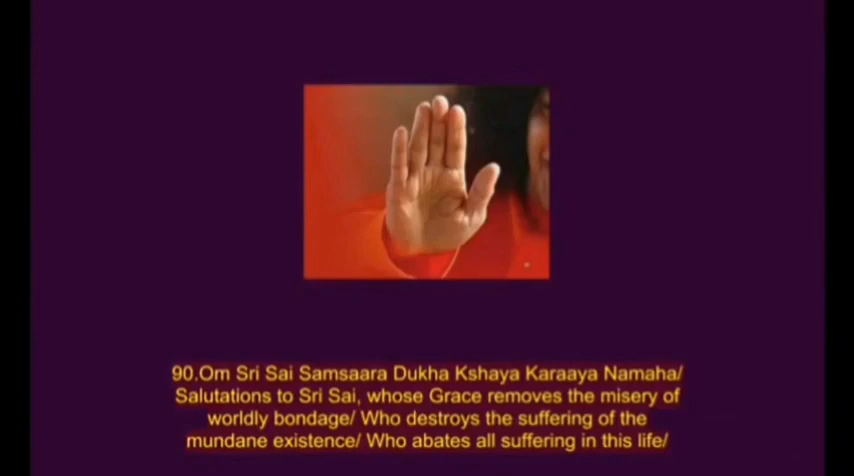 90.Om Sri Sai Samsaara Dukha Kshaya Karaaya Namaha/
Salutations to Sri Sai, whose Grace removes the misery of
worldly bondage/ Who destroys the suffering of the
mundane existence/ Who abates all suffering in this life/